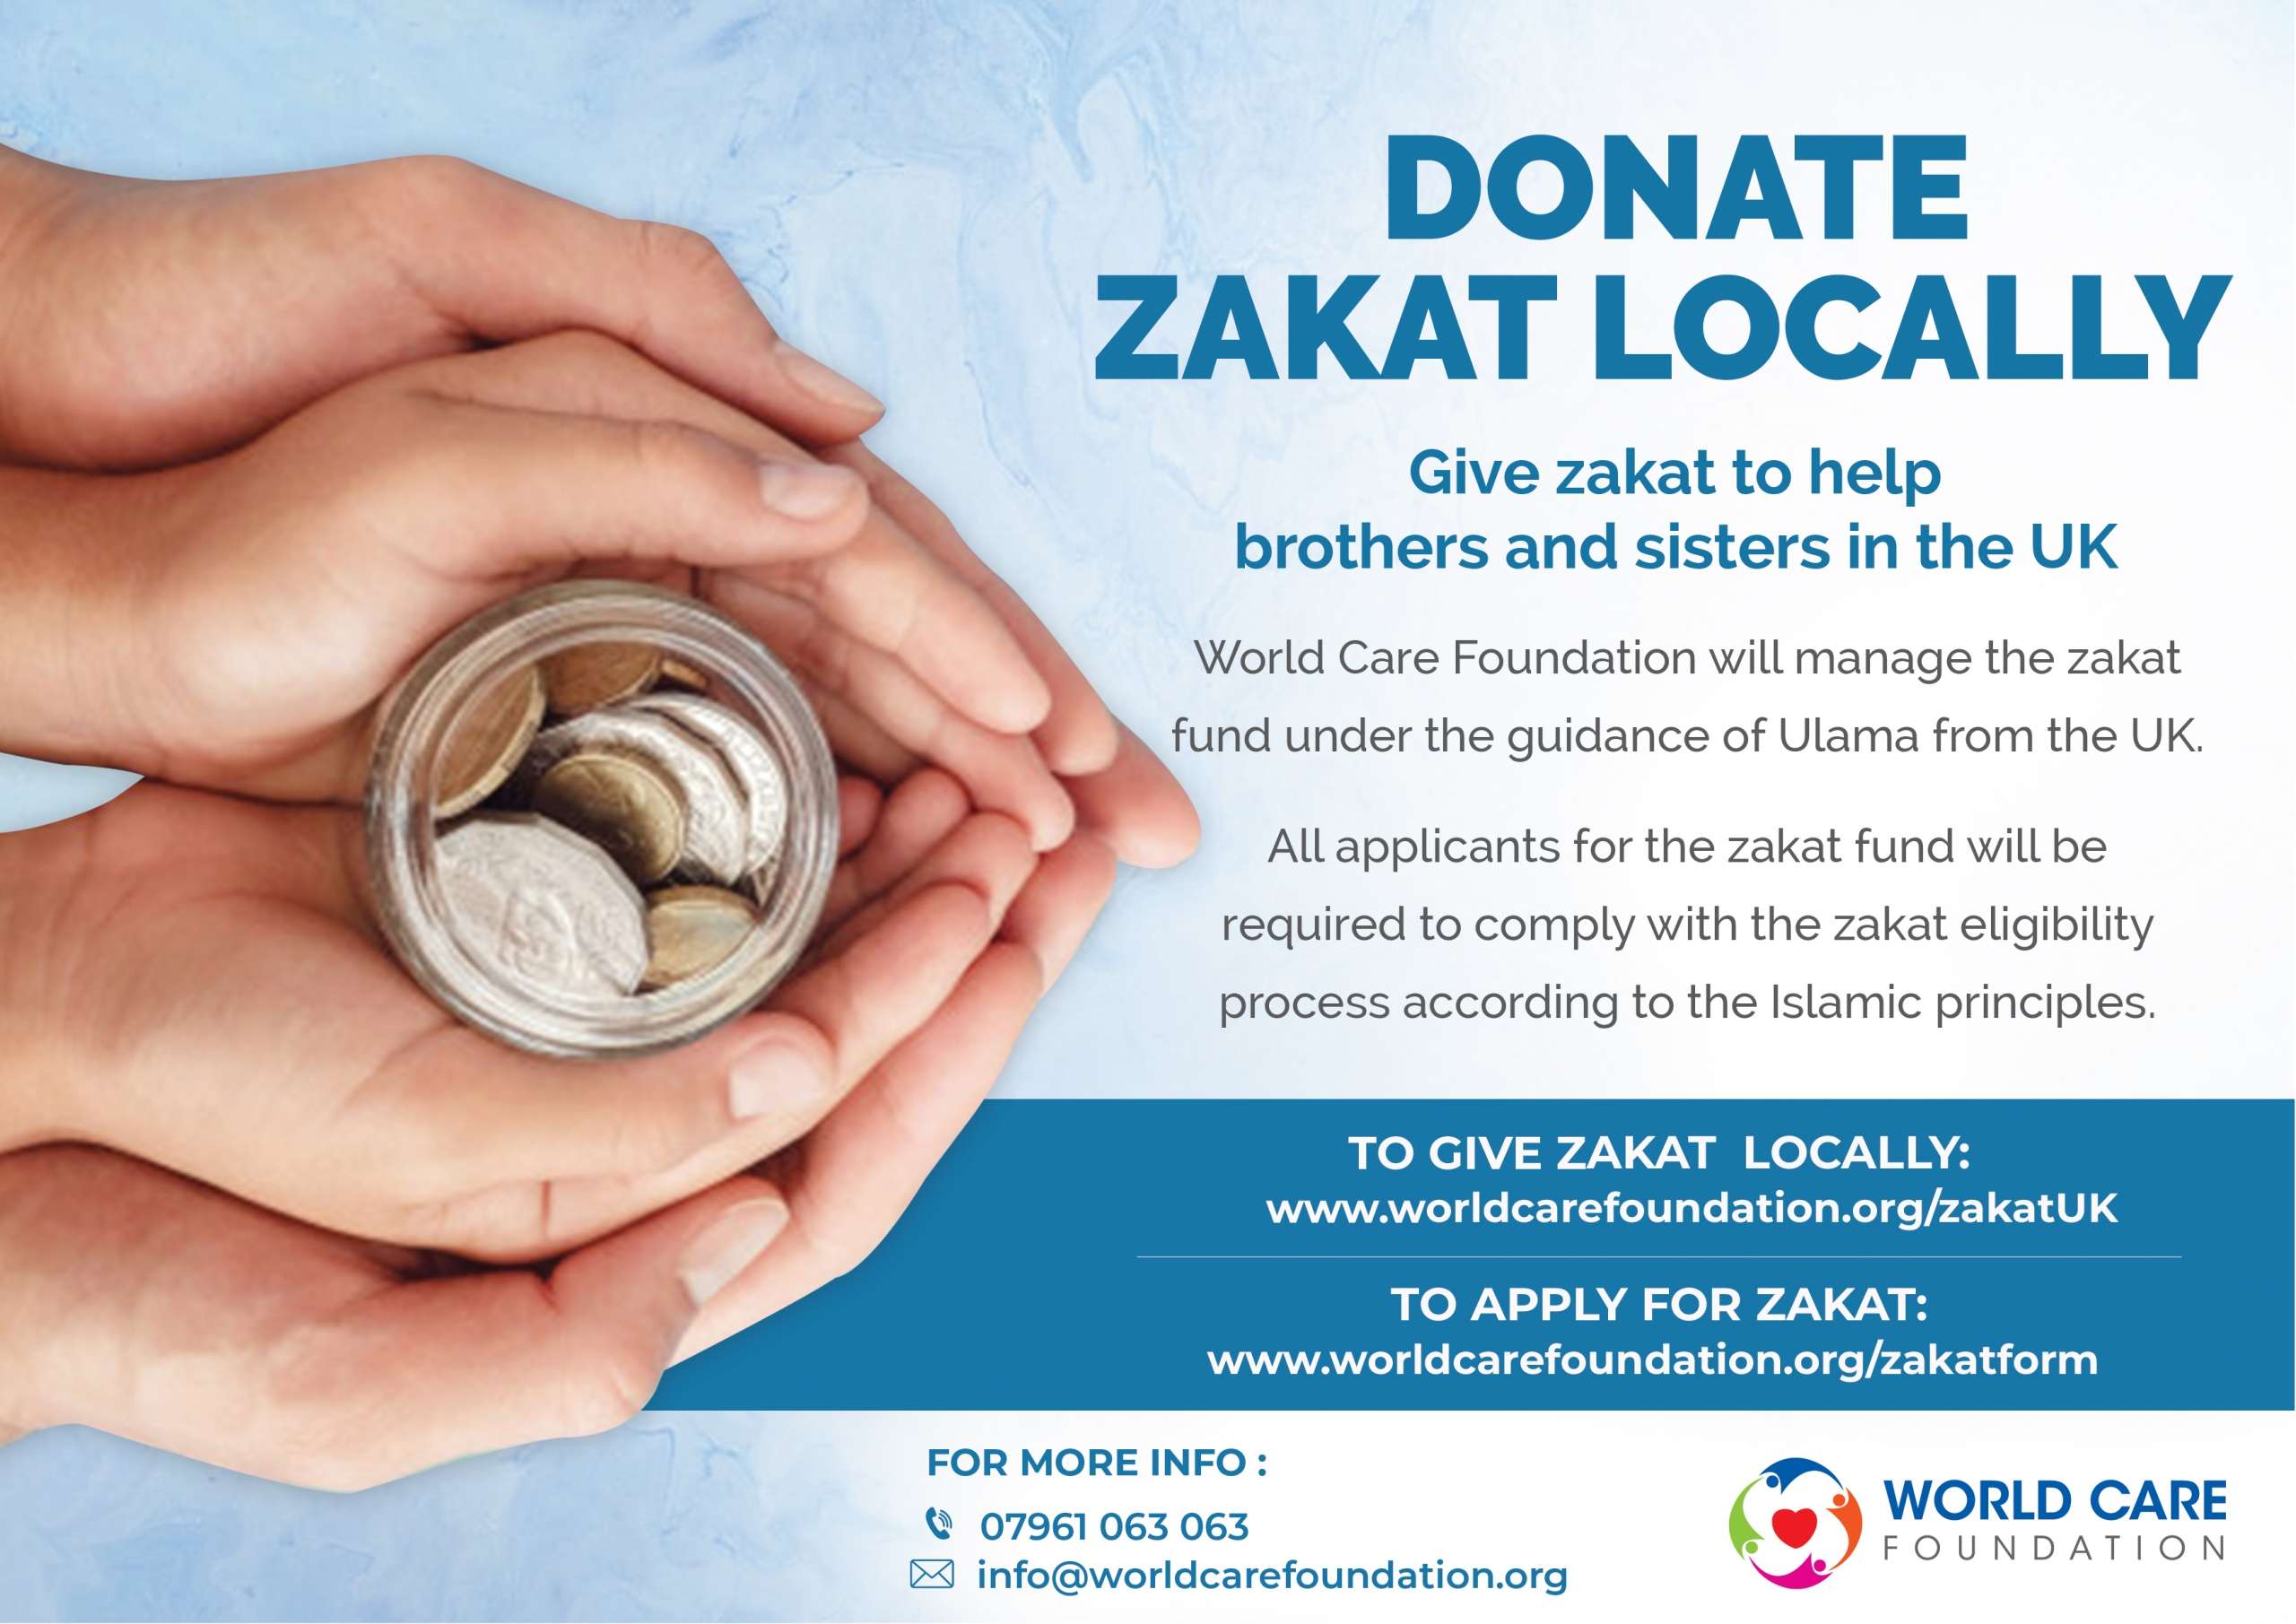 DONATE
ZAKAT LOCALLY
Give zakat to help
brothers and sisters in the UK
World Care Foundation will manage the zakat
fund under the guidance of Ulama from the UK.
All applicants for the zakat fund will be
required to comply with the zakat eligibility
process according to the Islamic principles.
TO GIVE ZAKAT LOCALLY:
www.worldcarefoundation.org/zakatUK
TO APPLY FOR ZAKAT:
www.worldcarefoundation.org/zakatform
FOR MORE INFO :
07961 063 063
info@worldcarefoundation.org
WORLD CARE
FOUNDATION